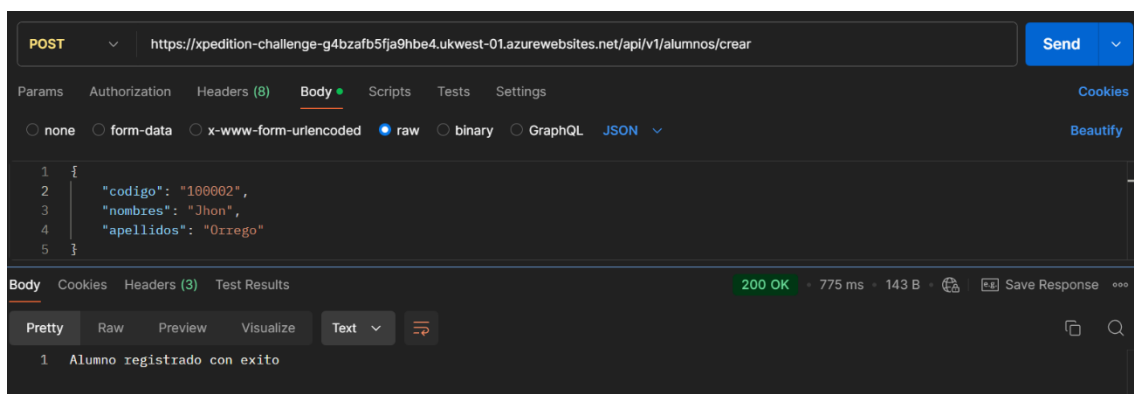 POST https://xpedition-challenge-g4bzafb5fja9hbe4.ukwest-01.azurewebsites.net/api/v1/alumnos/crear Send
Params Authorization Headers (8) Body Scripts Tests Settings Cookies
none form-data x-www-form-urlencoded raw binary GraphQL JSON Beautify
1 {
2 "codigo": "100002",
3 "nombres": "Jhon",
4 "apellidos": "Orrego"
5 }
Body Cookies Headers (3) Test Results 200 OK • 775 ms • 143 B • e.g. Save Response
Pretty Raw Preview Visualize Text
1 Alumno registrado con exito